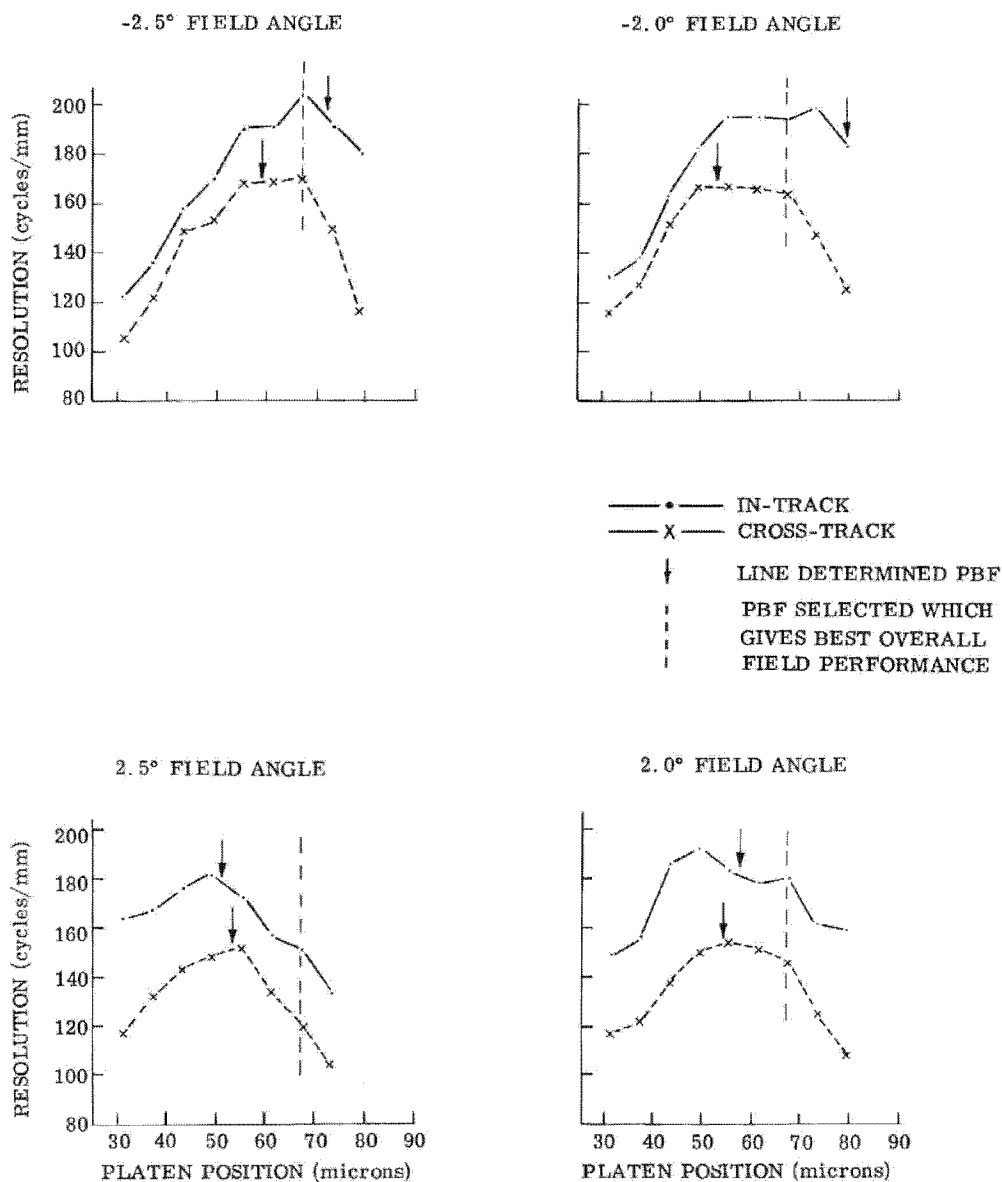 -2.5° FIELD ANGLE
-2.0° FIELD ANGLE
RESOLUTION (cycles/mm)
200
180
160
140
120
100
80
IN-TRACK
CROSS-TRACK
LINE DETERMINED PBF
PBF SELECTED WHICH
GIVES BEST OVERALL
FIELD PERFORMANCE
2.5° FIELD ANGLE
2.0° FIELD ANGLE
RESOLUTION (cycles/mm)
200
180
160
140
120
100
80
30 40 50 60 70 80 90
30 40 50 60 70 80 90
PLATEN POSITION (microns)
PLATEN POSITION (microns)